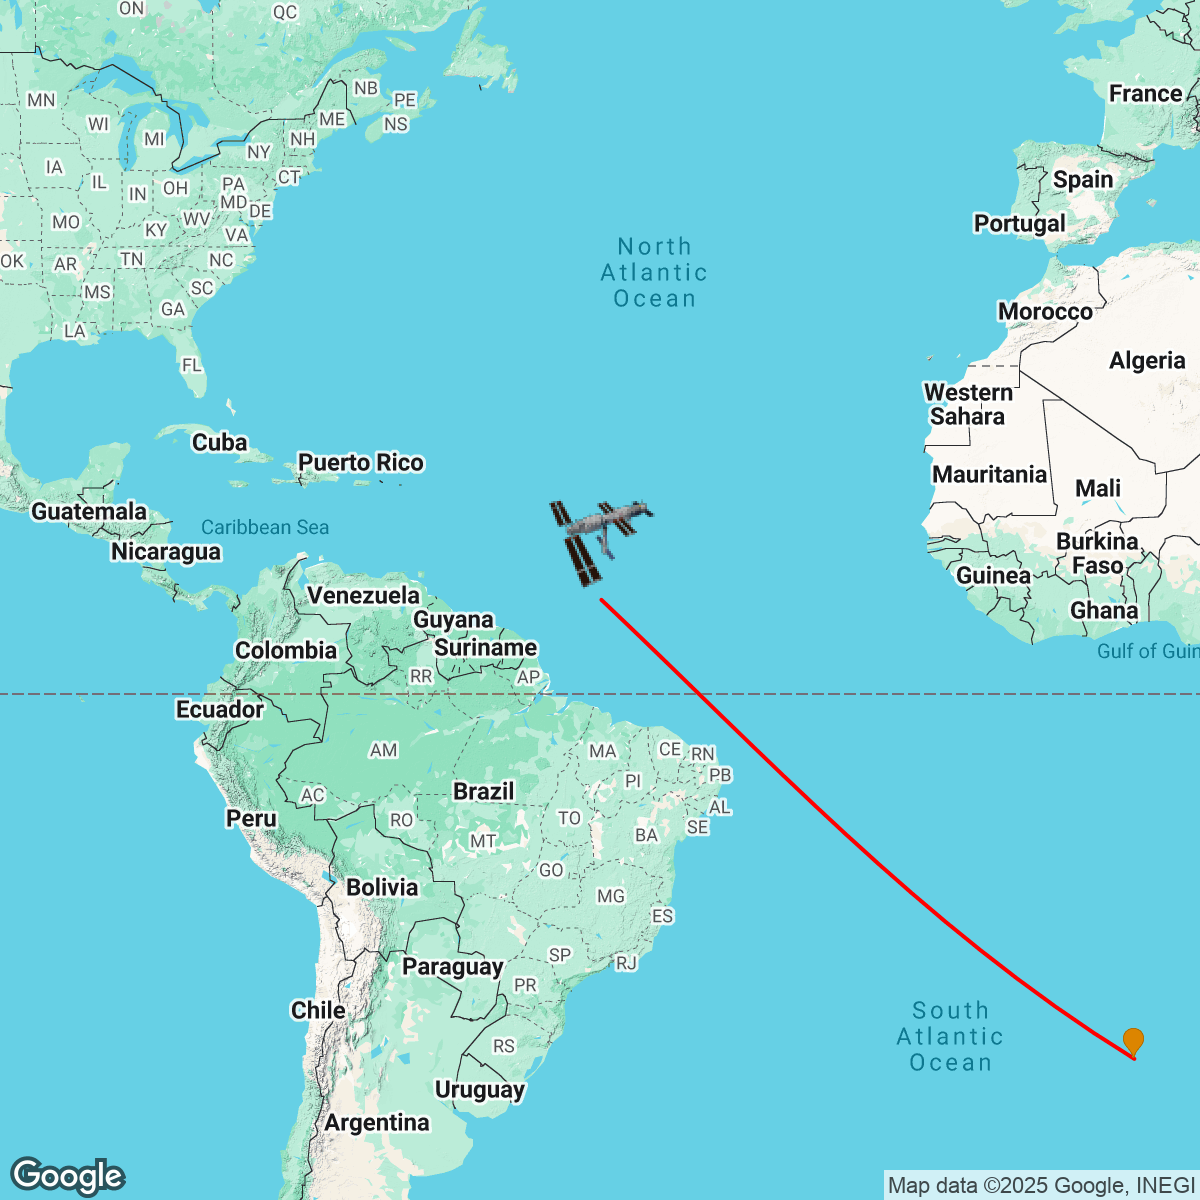 ON
QC
MN
WI
MI
NB
PE
NS
ME
NH
NY
CT
France
IA
IL
IN
OH
PA
MD
DE
WV
VA
KY
MO
Spain
Portugal
OK
AR
TN
NC
SC
MS
GA
LA
FL
North
Atlantic
Ocean
Morocco
Algeria
Western
Sahara
Cuba
Puerto Rico
Mauritania
Mali
Guatemala
Caribbean Sea
Nicaragua
Burkina
Faso
Guinea
Ghana
Gulf of Guin
Venezuela
Guyana
Suriname
Colombia
RR
AP
Ecuador
AM
MA
CE
RN
PB
PI
AL
SE
Brazil
AC
TO
Peru
RO
MT
BA
GO
Bolivia
MG
ES
SP
RJ
Paraguay
PR
Chile
RS
South
Atlantic
Ocean
Uruguay
Argentina
Google
Map data ©2025 Google, INEGI